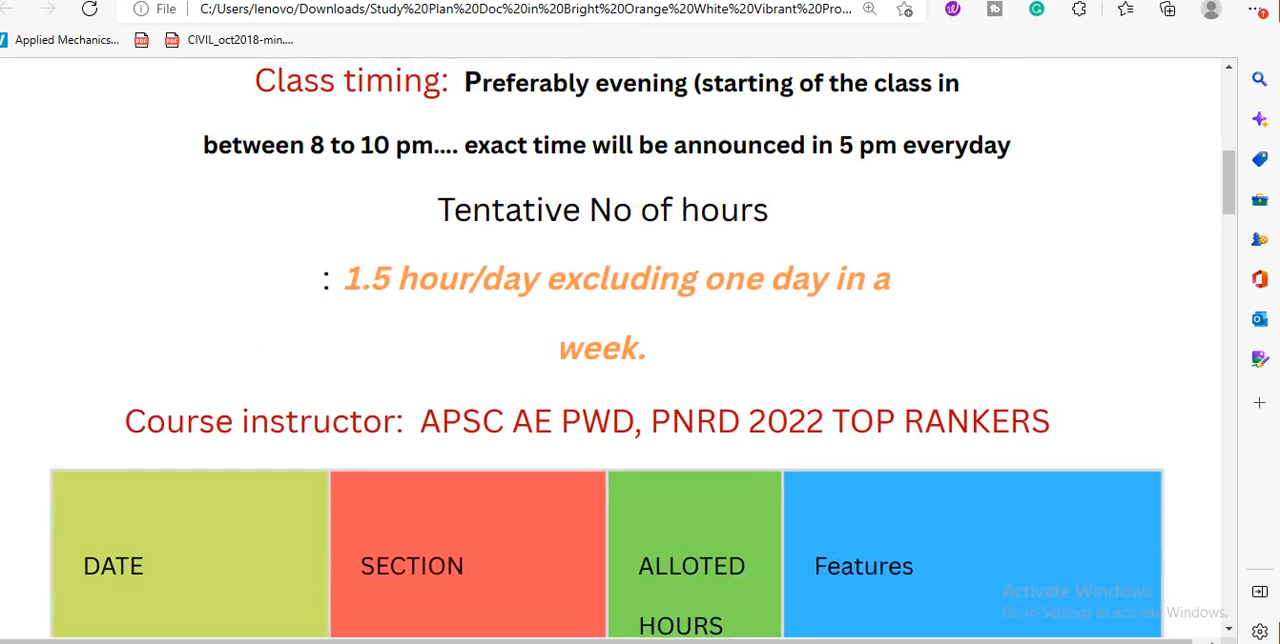 File
C:/Users/lenovo/Downloads/Study%20Plan%20Doc%20in%20Bright%20Orange%20White%20Vibrant%20Pro...
Applied Mechanics...
PDF
PDF
CIVIL_oct2018-min....
Class timing: Preferably evening (starting of the class in
between 8 to 10 pm.... exact time will be announced in 5 pm everyday
Tentative No of hours
: 1.5 hour/day excluding one day in a
week.
Course instructor: APSC AE PWD, PNRD 2022 TOP RANKERS
DATE
SECTION
ALLOTED
HOURS
Features
Activate Windows
Go to Settings to activate Windows.